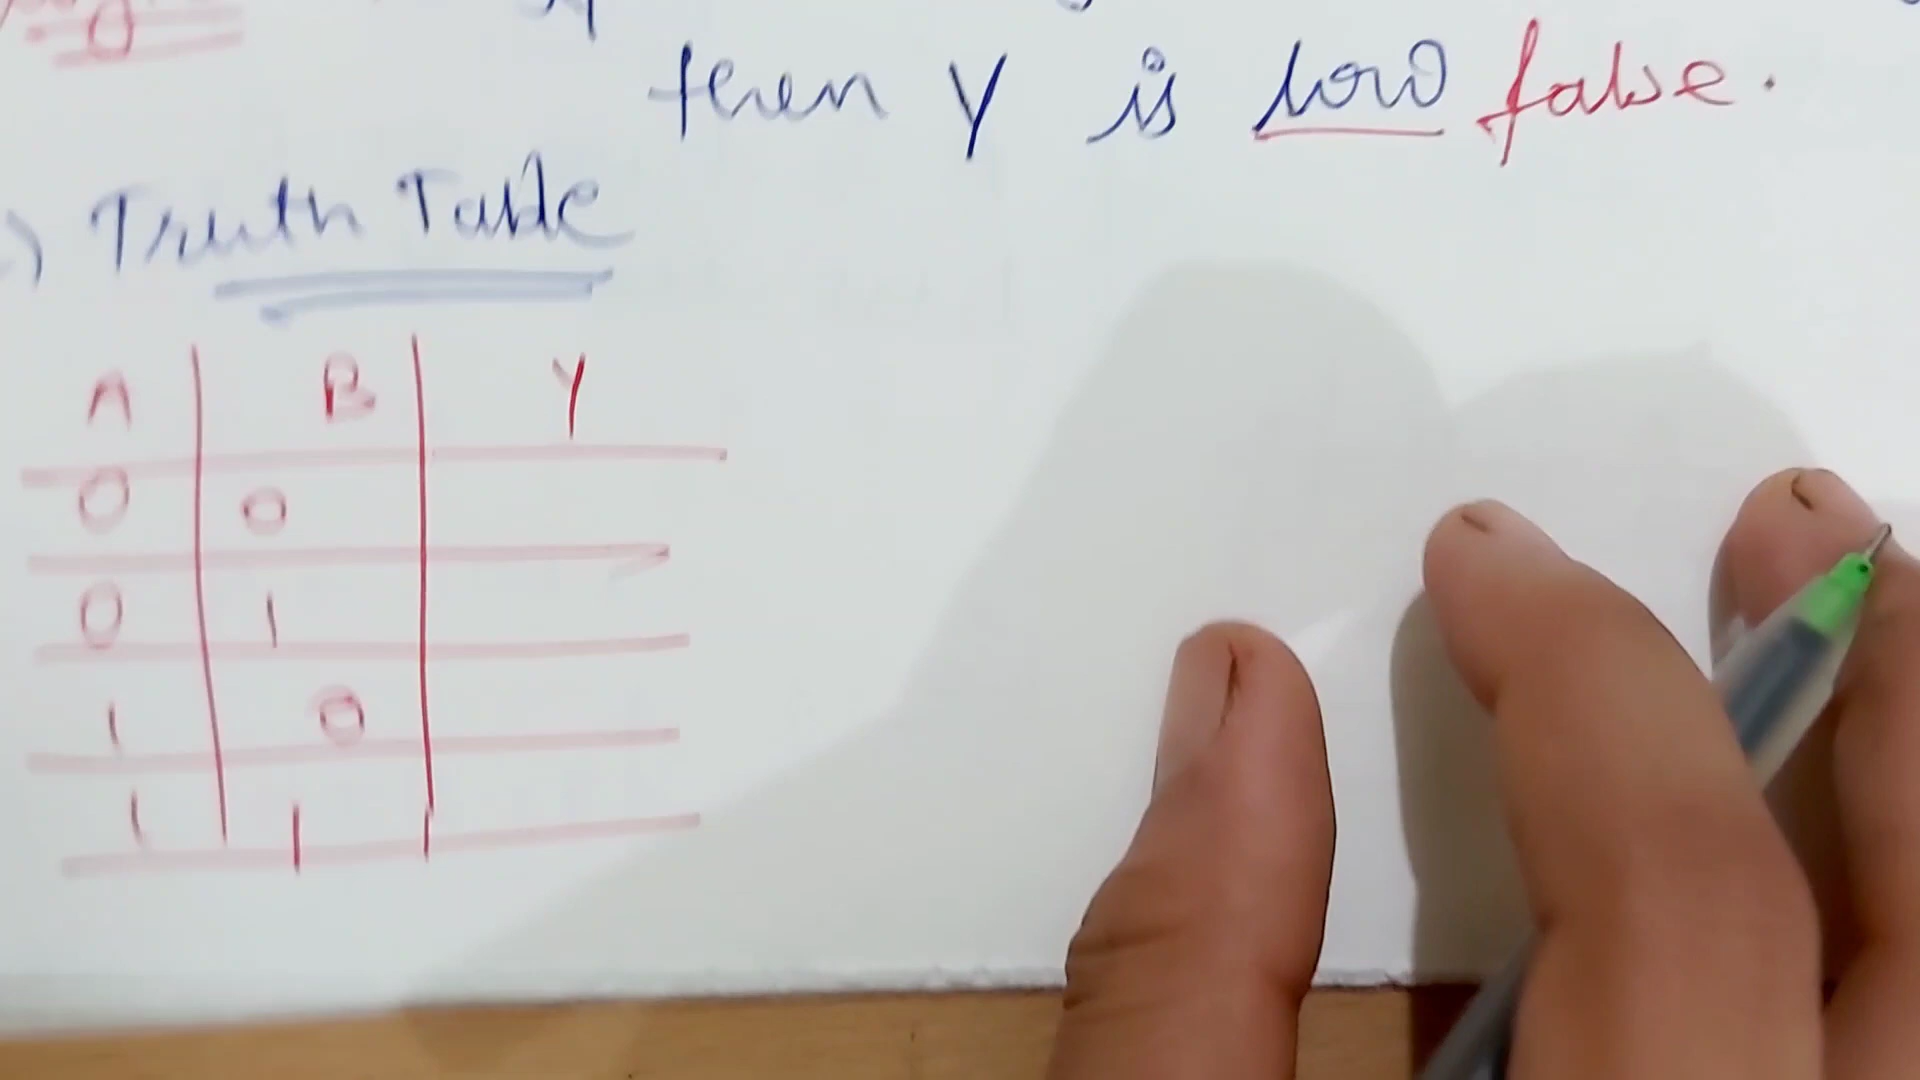 then Y is low false.
Truth Table
A B Y
0 0
0 1
1 0
1 1